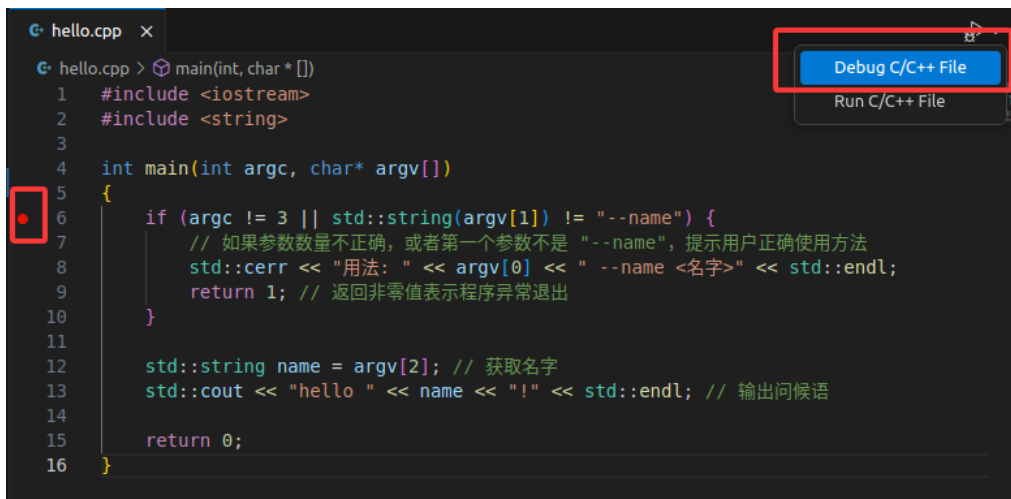 hello.cpp
hello.cpp > main(int, char * [])
Debug C/C++ File
Run C/C++ File
1 #include <iostream>
2 #include <string>
3
4 int main(int argc, char* argv[])
5 {
6 if (argc != 3 || std::string(argv[1]) != "--name") {
7 // 如果参数数量不正确，或者第一个参数不是 "--name"，提示用户正确使用方法
8 std::cerr << "用法: " << argv[0] << " --name <名字>" << std::endl;
9 return 1; // 返回非零值表示程序异常退出
10 }
11
12 std::string name = argv[2]; // 获取名字
13 std::cout << "hello " << name << "!" << std::endl; // 输出问候语
14
15 return 0;
16 }